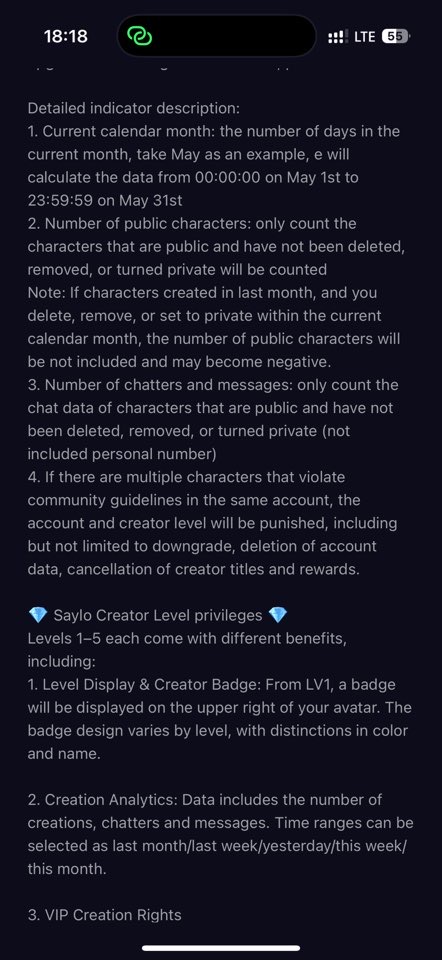 18:18
LTE
55
Detailed indicator description:
1. Current calendar month: the number of days in the
current month, take May as an example, e will
calculate the data from 00:00:00 on May 1st to
23:59:59 on May 31st
2. Number of public characters: only count the
characters that are public and have not been deleted,
removed, or turned private will be counted
Note: If characters created in last month, and you
delete, remove, or set to private within the current
calendar month, the number of public characters will
be not included and may become negative.
3. Number of chatters and messages: only count the
chat data of characters that are public and have not
been deleted, removed, or turned private (not
included personal number)
4. If there are multiple characters that violate
community guidelines in the same account, the
account and creator level will be punished, including
but not limited to downgrade, deletion of account
data, cancellation of creator titles and rewards.
💎 Saylo Creator Level privileges 💎
Levels 1–5 each come with different benefits,
including:
1. Level Display & Creator Badge: From LV1, a badge
will be displayed on the upper right of your avatar. The
badge design varies by level, with distinctions in color
and name.
2. Creation Analytics: Data includes the number of
creations, chatters and messages. Time ranges can be
selected as last month/last week/yesterday/this week/
this month.
3. VIP Creation Rights